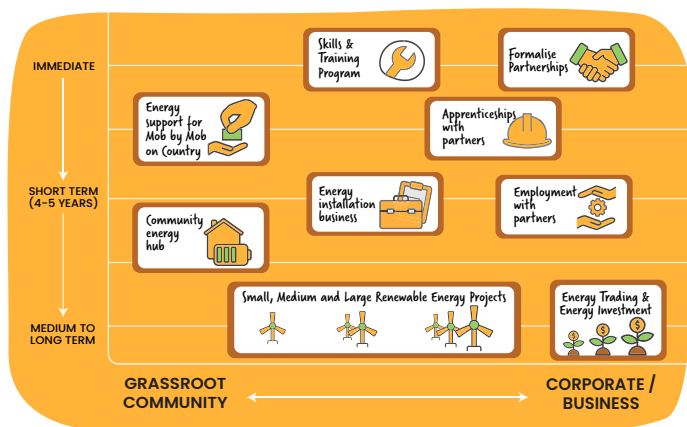 IMMEDIATE
Skills &
Training
Program
Formalise
Partnerships
Energy
support for
Mob by Mob
on Country
Apprenticeships
with
partners
SHORT TERM
(4-5 YEARS)
Energy
installation
business
Employment
with
partners
Community
energy
hub
Small, Medium and Large Renewable Energy Projects
Energy Trading &
Energy Investment
$
$
$
MEDIUM TO
LONG TERM
GRASSROOT
COMMUNITY
CORPORATE /
BUSINESS